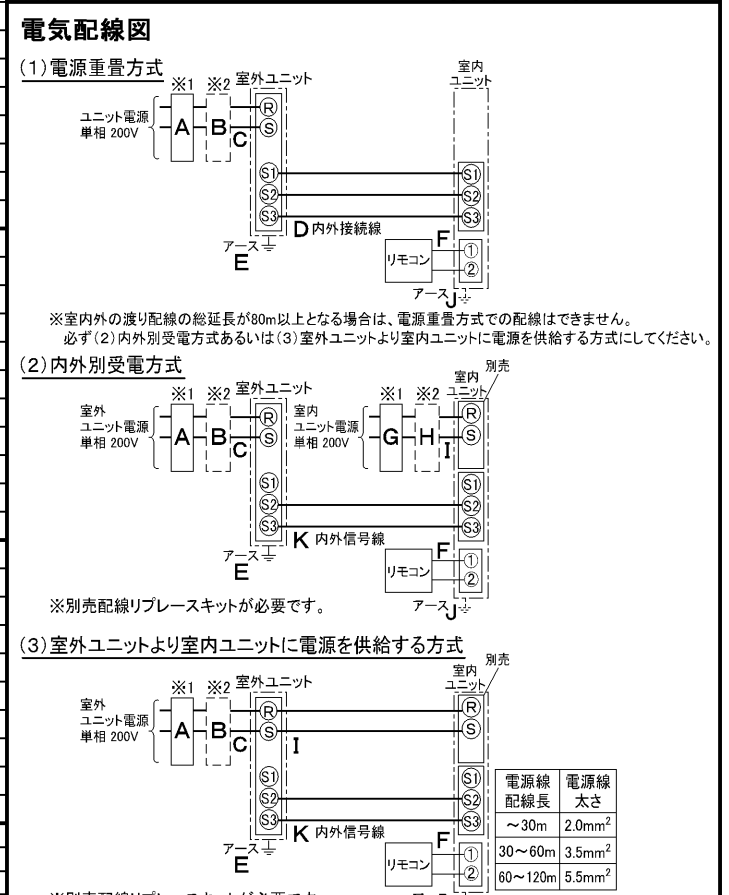 電気配線図
(1)電源重畳方式
※1 ※2 室外ユニット
室内
ユニット
ユニット電源
単相 200V
A B C
R
S
S1 S1
S2 S2
S3 S3
D 内外接続線
アース
E
リモコン
F
①
②
アース J
※室内外の渡り配線の総延長が80m以上となる場合は、電源重畳方式での配線はできません。
必ず(2)内外別受電方式あるいは(3)室外ユニットより室内ユニットに電源を供給する方式にしてください。
(2)内外別受電方式
※1 ※2 室外ユニット
※1 ※2
室内
ユニット
別売
室外
ユニット電源
単相 200V
A B C
R
S
室内
ユニット電源
単相 200V
G H I
R
S
S1 S1
S2 S2
S3 S3
K 内外信号線
アース
E
リモコン
F
①
②
アース J
※別売配線リプレースキットが必要です。
(3)室外ユニットより室内ユニットに電源を供給する方式
※1 ※2 室外ユニット
室内
ユニット
別売
室外
ユニット電源
単相 200V
A B C
R R
S S
I
S1 S1
S2 S2
S3 S3
K 内外信号線
アース
E
リモコン
F
①
②
電源線配線長 電源線太さ
~30m 2.0mm²
30~60m 3.5mm²
60~120m 5.5mm²